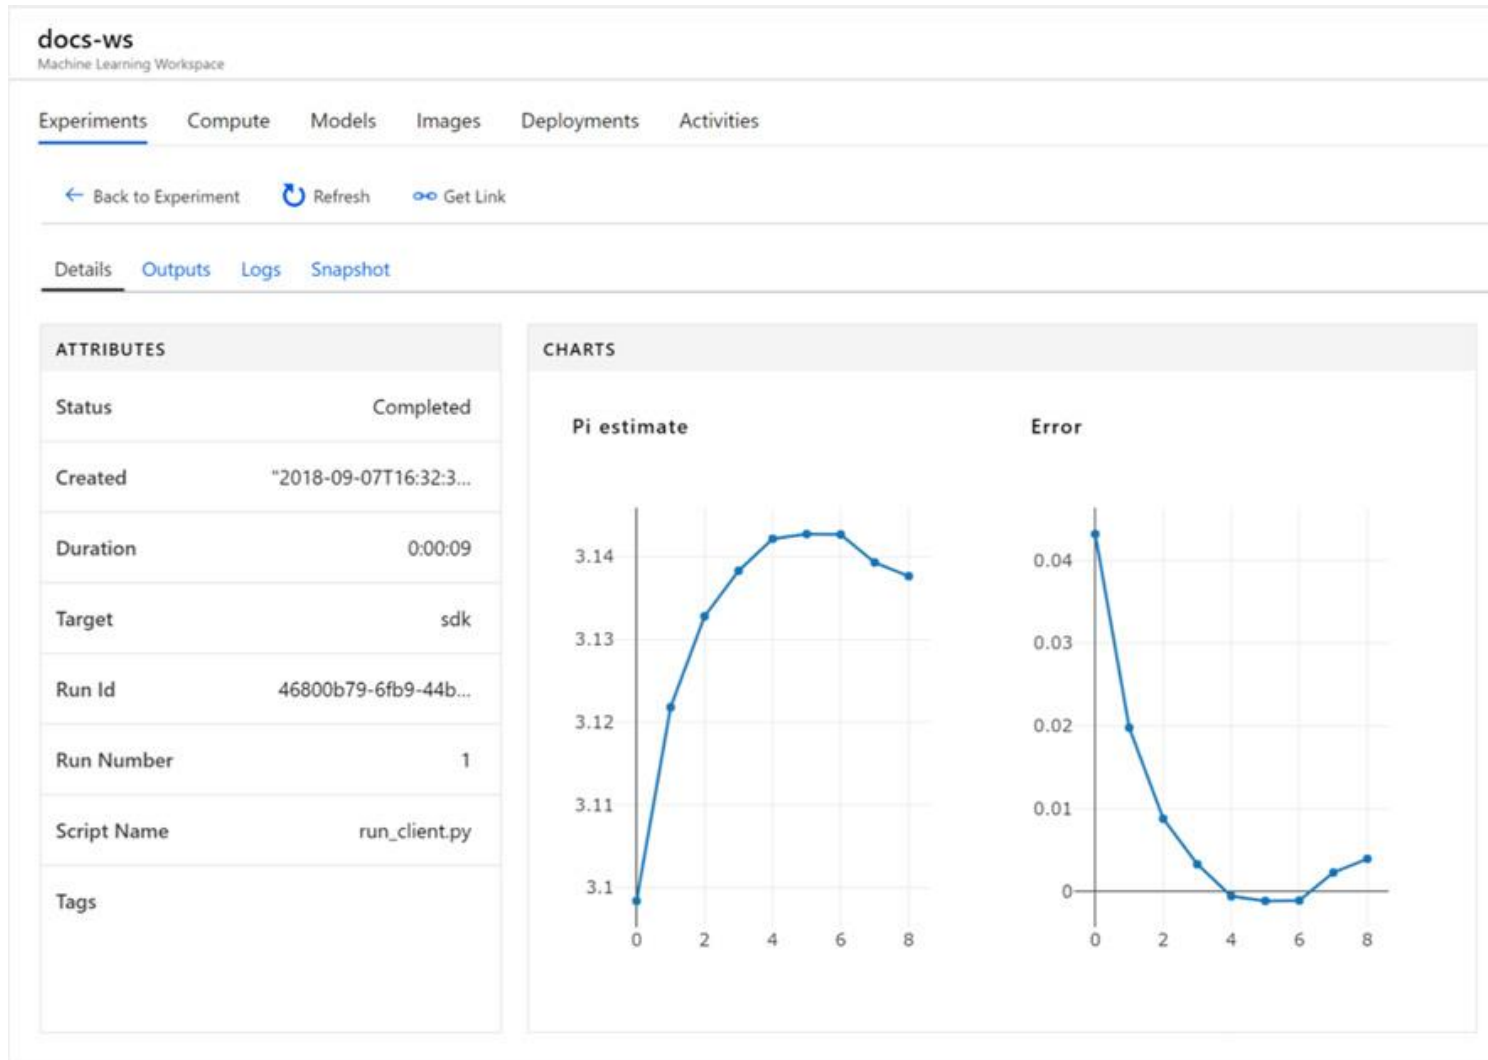 docs-ws
Machine Learning Workspace
Experiments Compute Models Images Deployments Activities
Back to Experiment Refresh Get Link
Details Outputs Logs Snapshot
ATTRIBUTES
Status Completed
Created "2018-09-07T16:32:3...
Duration 0:00:09
Target sdk
Run Id 46800b79-6fb9-44b...
Run Number 1
Script Name run_client.py
Tags
CHARTS
Pi estimate
3.14
3.13
3.12
3.11
3.1
0 2 4 6 8
Error
0.04
0.03
0.02
0.01
0
0 2 4 6 8